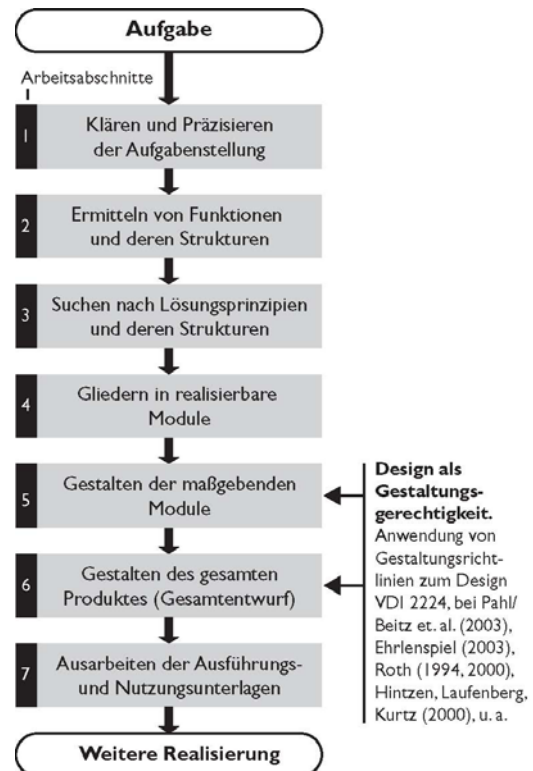 Aufgabe
Arbeitsabschnitte
1
Klären und Präzisieren
der Aufgabenstellung
2
Ermitteln von Funktionen
und deren Strukturen
3
Suchen nach Lösungsprinzipien
und deren Strukturen
4
Gliedern in realisierbare
Module
5
Gestalten der maßgebenden
Module
6
Gestalten des gesamten
Produktes (Gesamtentwurf)
7
Ausarbeiten der Ausführungs-
und Nutzungsunterlagen
Weitere Realisierung
Design als
Gestaltungs-
gerechtigkeit.
Anwendung von
Gestaltungsricht-
linien zum Design
VDI 2224, bei Pahl/
Beitz et. al. (2003),
Ehrlenspiel (2003),
Roth (1994, 2000),
Hintzen, Laufenberg,
Kurtz (2000), u. a.